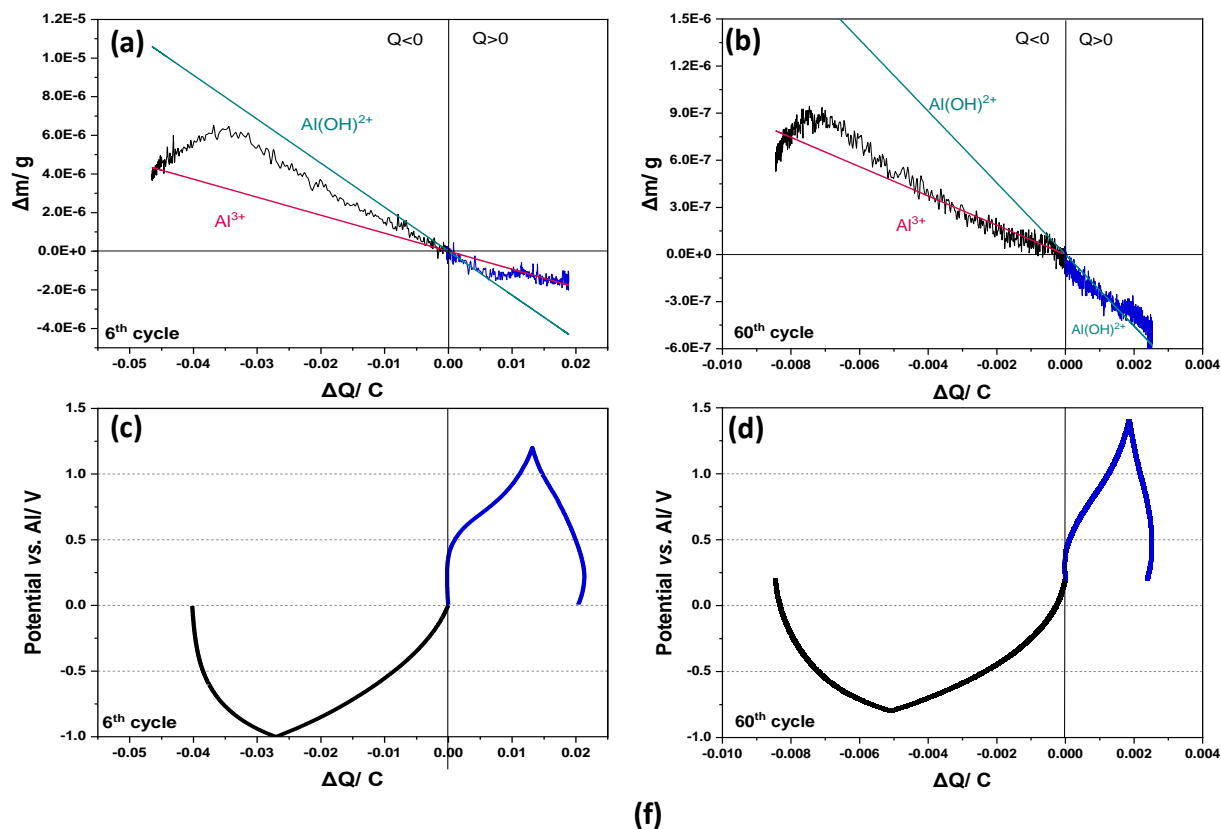 (a)
Q<0 Q>0
Al(OH)²⁺
Al³⁺
6th cycle
Δm/ g
1.2E-5
1.0E-5
8.0E-6
6.0E-6
4.0E-6
2.0E-6
0.0E+0
-2.0E-6
-4.0E-6
-0.05 -0.04 -0.03 -0.02 -0.01 0.00 0.01 0.02
ΔQ/ C
(b)
Q<0 Q>0
Al(OH)²⁺
Al³⁺
Al(OH)²⁺
60th cycle
Δm/ g
1.5E-6
1.2E-6
9.0E-7
6.0E-7
3.0E-7
0.0E+0
-3.0E-7
-6.0E-7
-0.010 -0.008 -0.006 -0.004 -0.002 0.000 0.002 0.004
ΔQ/ C
(c)
6th cycle
Potential vs. Al/ V
1.5
1.0
0.5
0.0
-0.5
-1.0
-0.05 -0.04 -0.03 -0.02 -0.01 0.00 0.01 0.02
ΔQ/ C
(d)
60th cycle
Potential vs. Al/ V
1.5
1.0
0.5
0.0
-0.5
-1.0
-0.010 -0.008 -0.006 -0.004 -0.002 0.000 0.002 0.004
ΔQ/ C
(f)